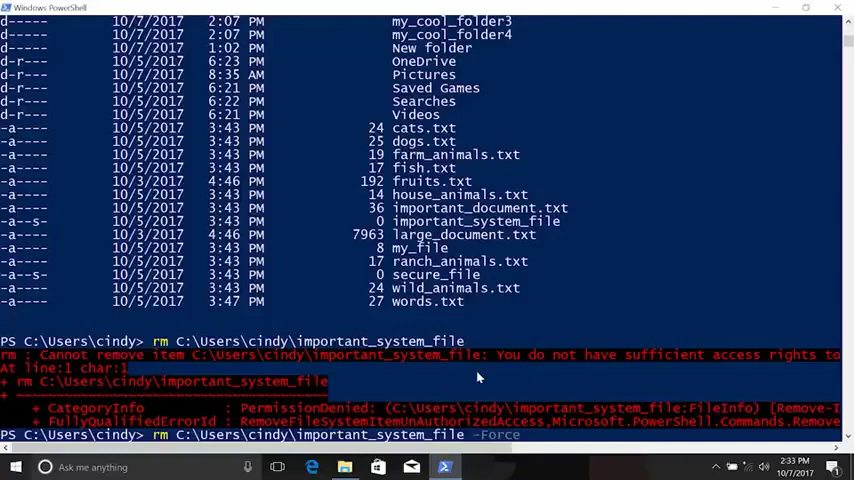 Windows PowerShell
d----- 10/7/2017 2:07 PM my_cool_folder3
d----- 10/7/2017 2:07 PM my_cool_folder4
d----- 10/7/2017 1:02 PM New folder
d-r--- 10/5/2017 6:23 PM OneDrive
d-r--- 10/7/2017 8:35 AM Pictures
d-r--- 10/5/2017 6:21 PM Saved Games
d-r--- 10/5/2017 6:22 PM Searches
d-r--- 10/5/2017 6:21 PM Videos
-a---- 10/5/2017 3:43 PM 24 cats.txt
-a---- 10/5/2017 3:43 PM 25 dogs.txt
-a---- 10/5/2017 3:43 PM 19 farm_animals.txt
-a---- 10/5/2017 3:43 PM 17 fish.txt
-a---- 10/3/2017 4:46 PM 192 fruits.txt
-a---- 10/5/2017 3:43 PM 14 house_animals.txt
-a---- 10/5/2017 3:43 PM 36 important_document.txt
-a--s- 10/5/2017 3:43 PM 0 important_system_file
-a---- 10/3/2017 4:46 PM 7963 large_document.txt
-a---- 10/5/2017 3:43 PM 8 my_file
-a---- 10/5/2017 3:43 PM 17 ranch_animals.txt
-a--s- 10/5/2017 3:43 PM 0 secure_file
-a---- 10/5/2017 3:43 PM 24 wild_animals.txt
-a---- 10/5/2017 3:47 PM 27 words.txt
PS C:\Users\cindy> rm C:\Users\cindy\important_system_file
rm : Cannot remove item C:\Users\cindy\important_system_file: You do not have sufficient access rights to
At line:1 char:1
+ rm C:\Users\cindy\important_system_file
+ ~~~~~~~~~~~~~~~~~~~~~~~~~~~~~~~~~~~~~~~
+ CategoryInfo : PermissionDenied: (C:\Users\cindy\important_system_file:FileInfo) [Remove-I
+ FullyQualifiedErrorId : RemoveFileSystemItemUnAuthorizedAccess,Microsoft.PowerShell.Commands.Remove
PS C:\Users\cindy> rm C:\Users\cindy\important_system_file -Force
Ask me anything
2:33 PM
10/7/2017